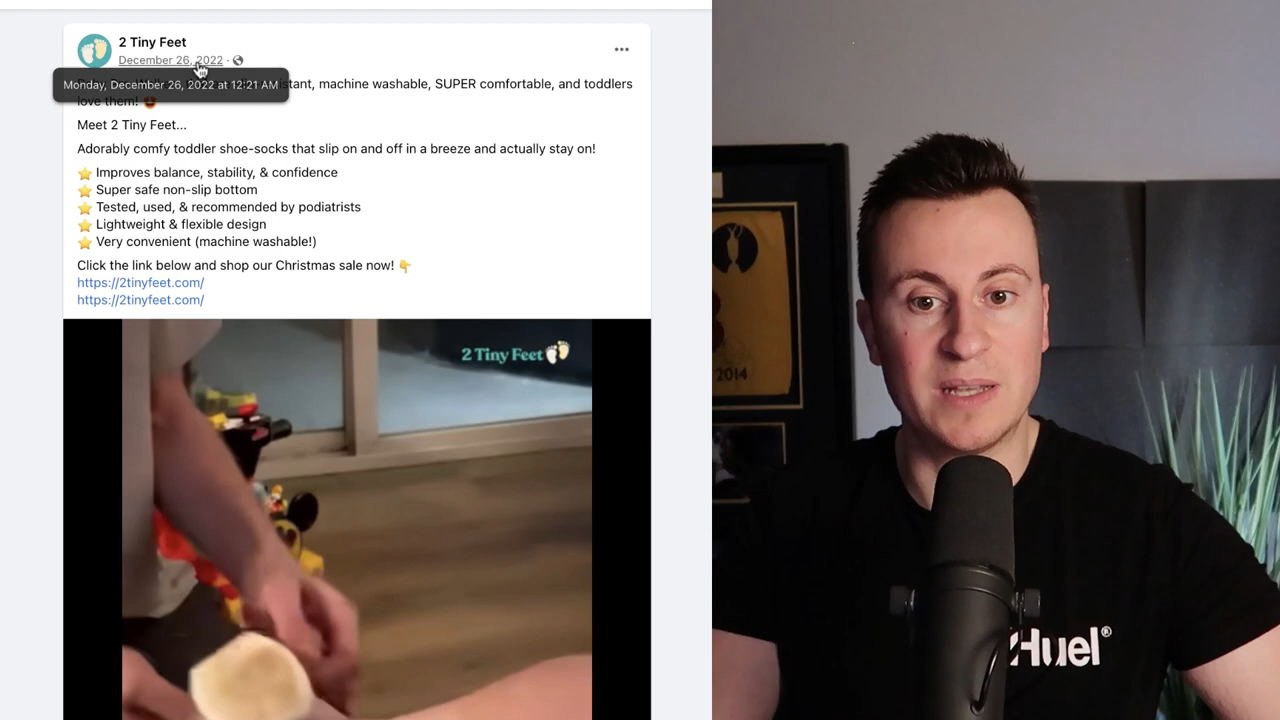 2 Tiny Feet
December 26, 2022 ·
Monday, December 26, 2022 at 12:21 AM
machine washable, SUPER comfortable, and toddlers
love them! 🤩
Meet 2 Tiny Feet...
Adorably comfy toddler shoe-socks that slip on and off in a breeze and actually stay on!
⭐ Improves balance, stability, & confidence
⭐ Super safe non-slip bottom
⭐ Tested, used, & recommended by podiatrists
⭐ Lightweight & flexible design
⭐ Very convenient (machine washable!)
Click the link below and shop our Christmas sale now! 👇
https://2tinyfeet.com/
https://2tinyfeet.com/
2 Tiny Feet
2014
Huel®